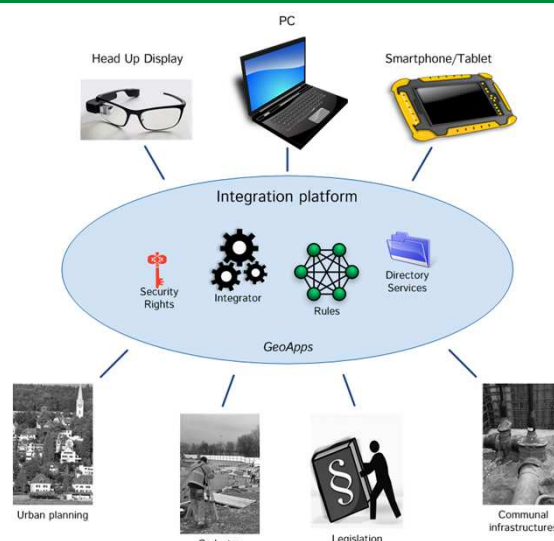 PC
Head Up Display
Smartphone/Tablet
Integration platform
Security
Rights
Integrator
Rules
Directory
Services
GeoApps
§
Urban planning
Legislation
Communal
infrastructures